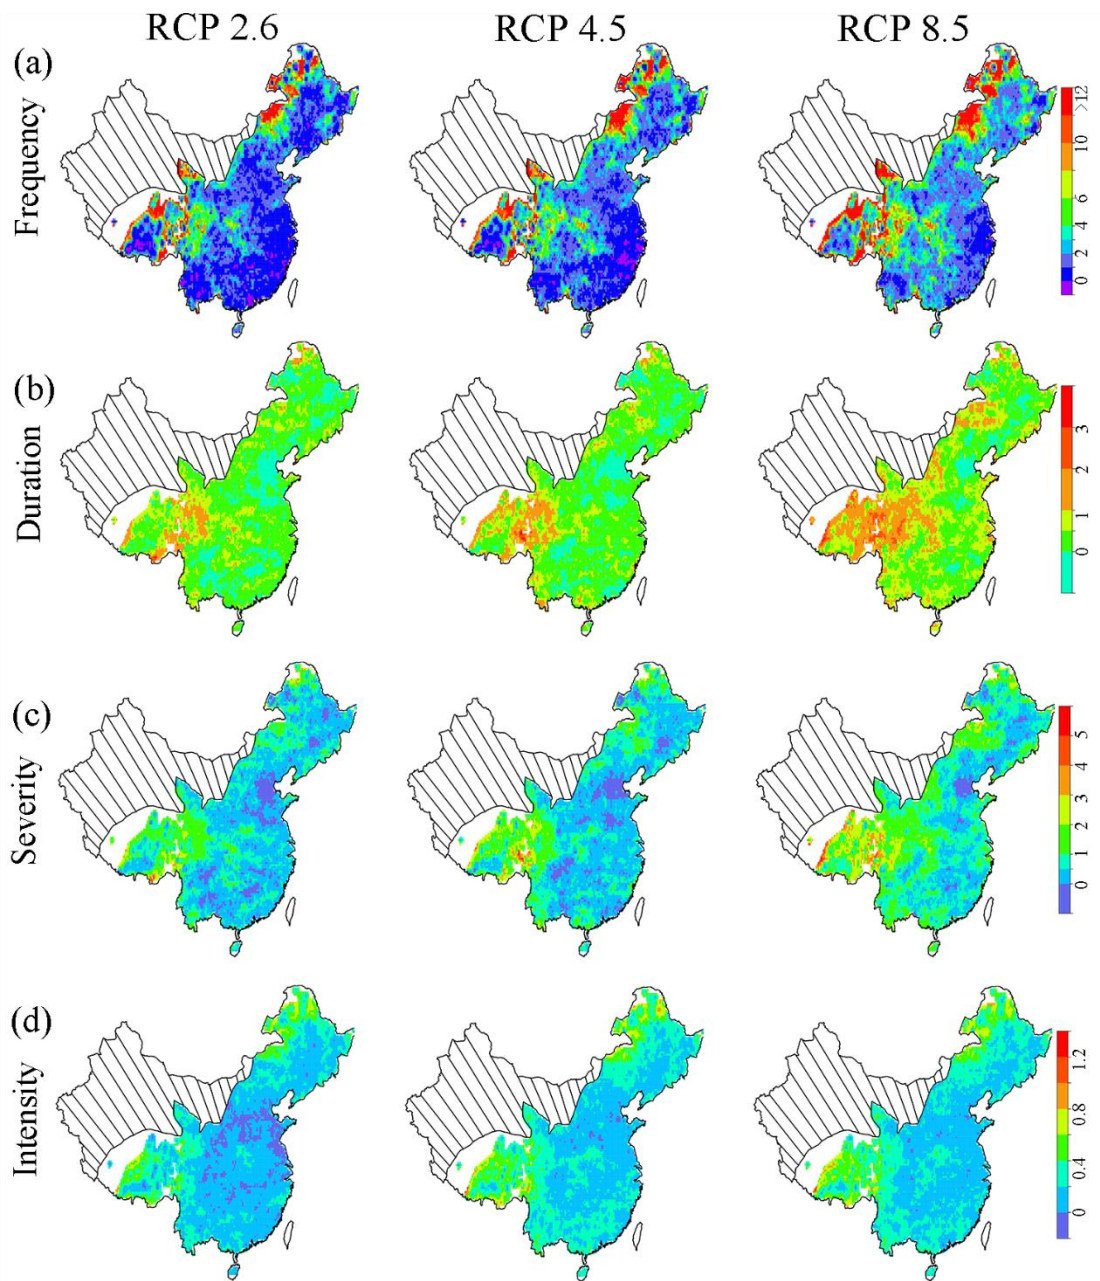 RCP 2.6 RCP 4.5 RCP 8.5
(a)
Frequency
0 2 4 6 8 10 >12
(b)
Duration
0 1 2 3
(c)
Severity
0 1 2 3 4 5
(d)
Intensity
0 0.4 0.8 1.2